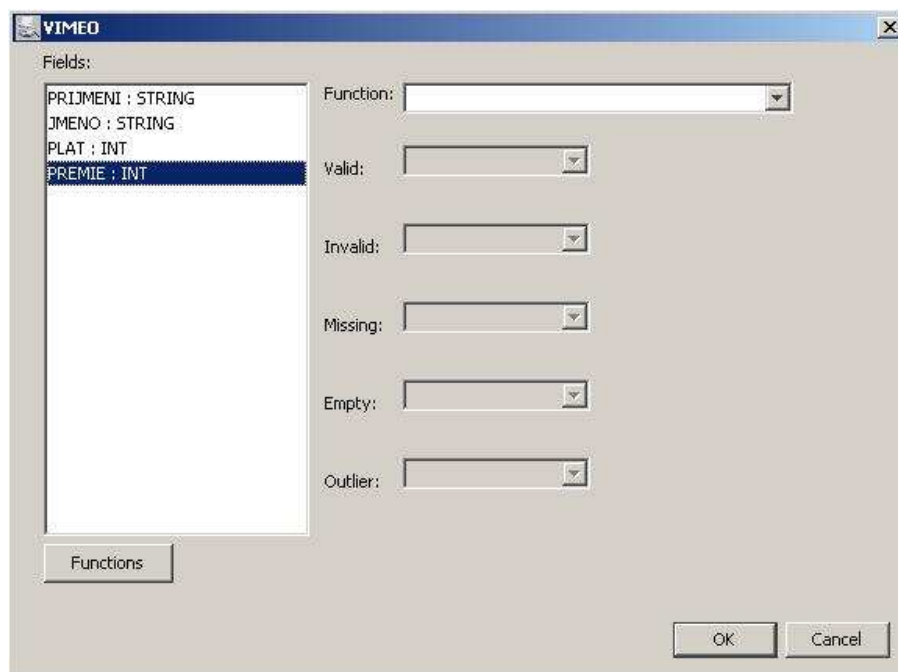 VIMEO
Fields:
PRIJMENI : STRING
JMENO : STRING
PLAT : INT
PREMIE : INT
Function:
Valid:
Invalid:
Missing:
Empty:
Outlier:
Functions
OK
Cancel